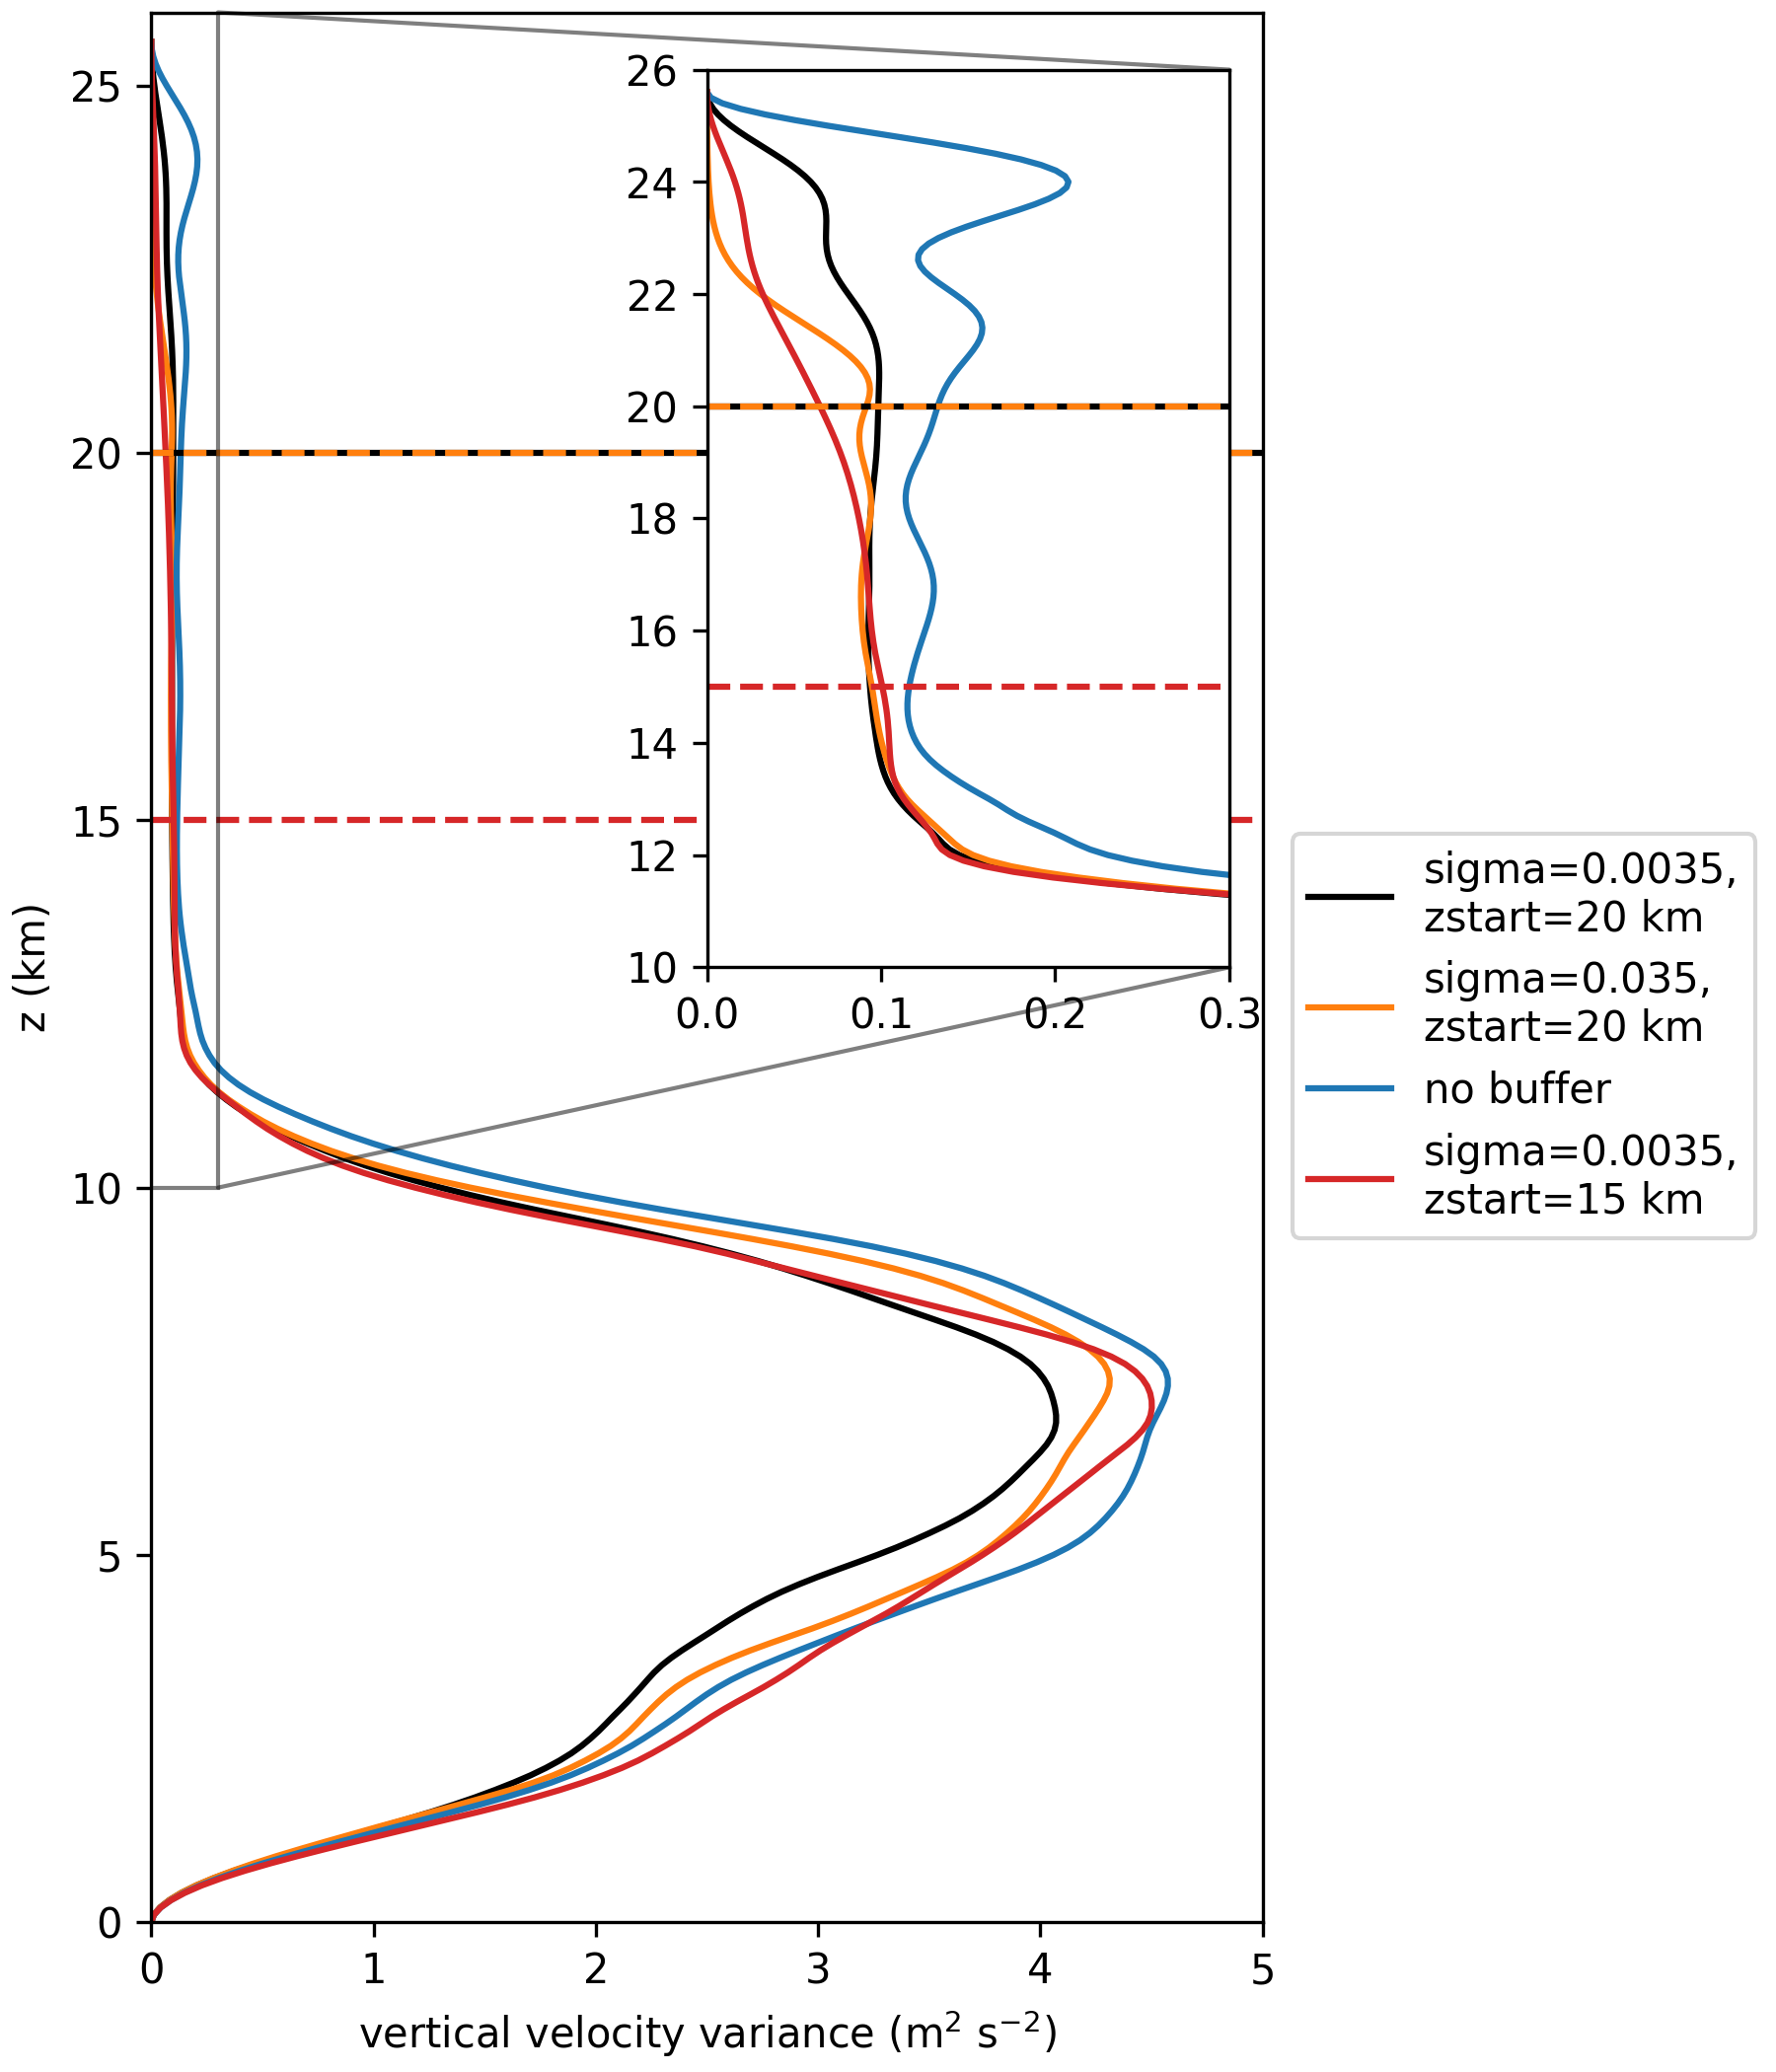 25
20
15
10
5
0
z (km)
0 1 2 3 4 5
vertical velocity variance (m² s⁻²)
26
24
22
20
18
16
14
12
10
0.0 0.1 0.2 0.3
sigma=0.0035,
zstart=20 km
sigma=0.035,
zstart=20 km
no buffer
sigma=0.0035,
zstart=15 km